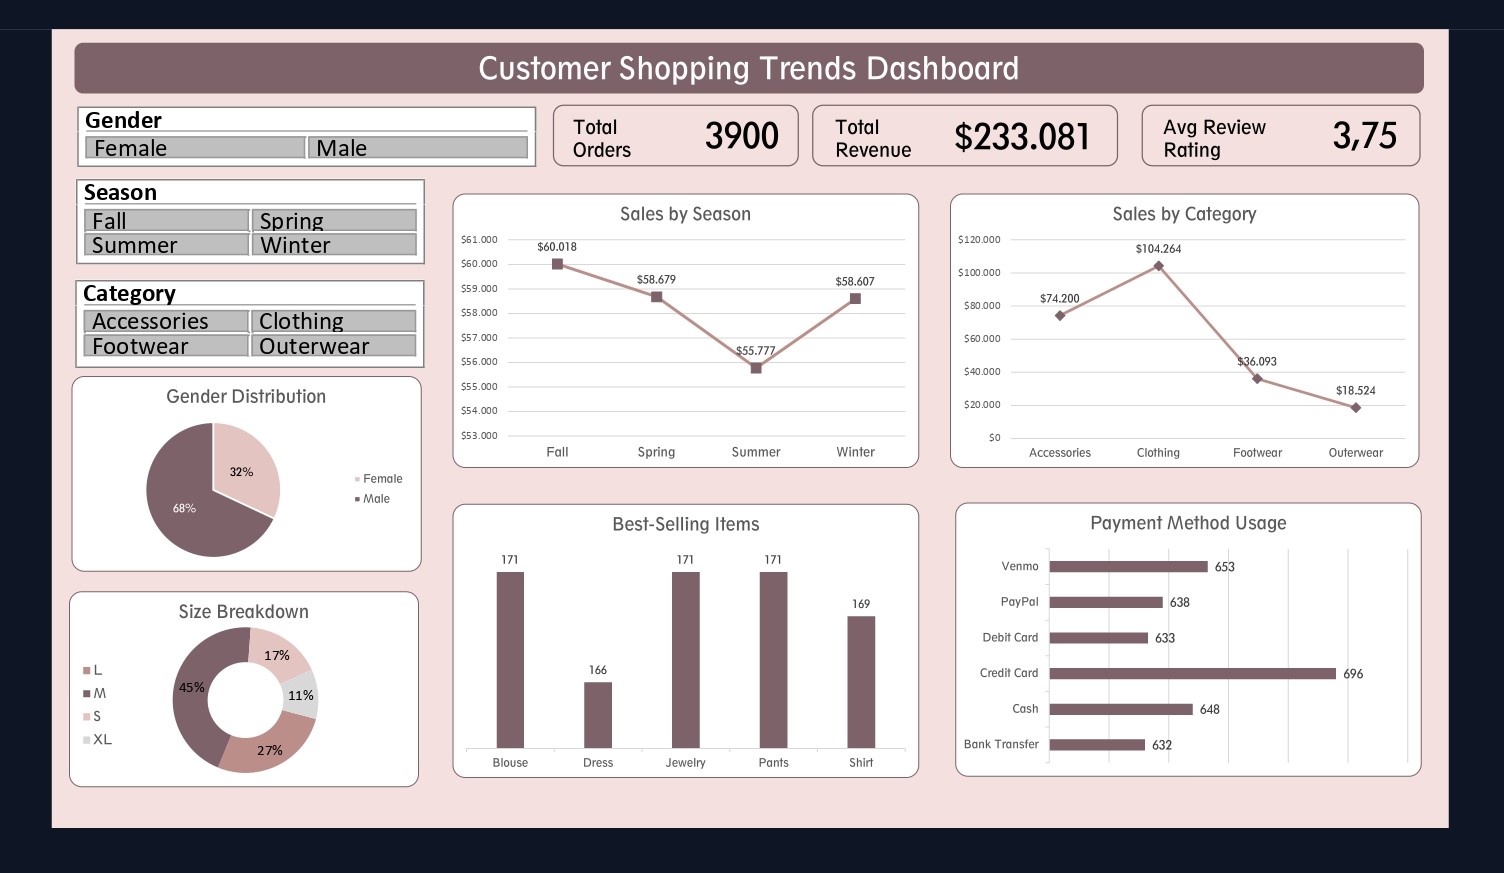 Customer Shopping Trends Dashboard
Gender
Female Male
Total Orders 3900
Total Revenue $233.081
Avg Review Rating 3,75
Season
Fall Spring
Summer Winter
Category
Accessories Clothing
Footwear Outerwear
Gender Distribution
32%
68%
Female
Male
Size Breakdown
L
M
S
XL
17%
45%
11%
27%
Sales by Season
$61.000
$60.000
$59.000
$58.000
$57.000
$56.000
$55.000
$54.000
$53.000
$60.018
$58.679
$55.777
$58.607
Fall Spring Summer Winter
Sales by Category
$120.000
$100.000
$80.000
$60.000
$40.000
$20.000
$0
$74.200
$104.264
$36.093
$18.524
Accessories Clothing Footwear Outerwear
Best-Selling Items
171 166 171 171 169
Blouse Dress Jewelry Pants Shirt
Payment Method Usage
Venmo 653
PayPal 638
Debit Card 633
Credit Card 696
Cash 648
Bank Transfer 632